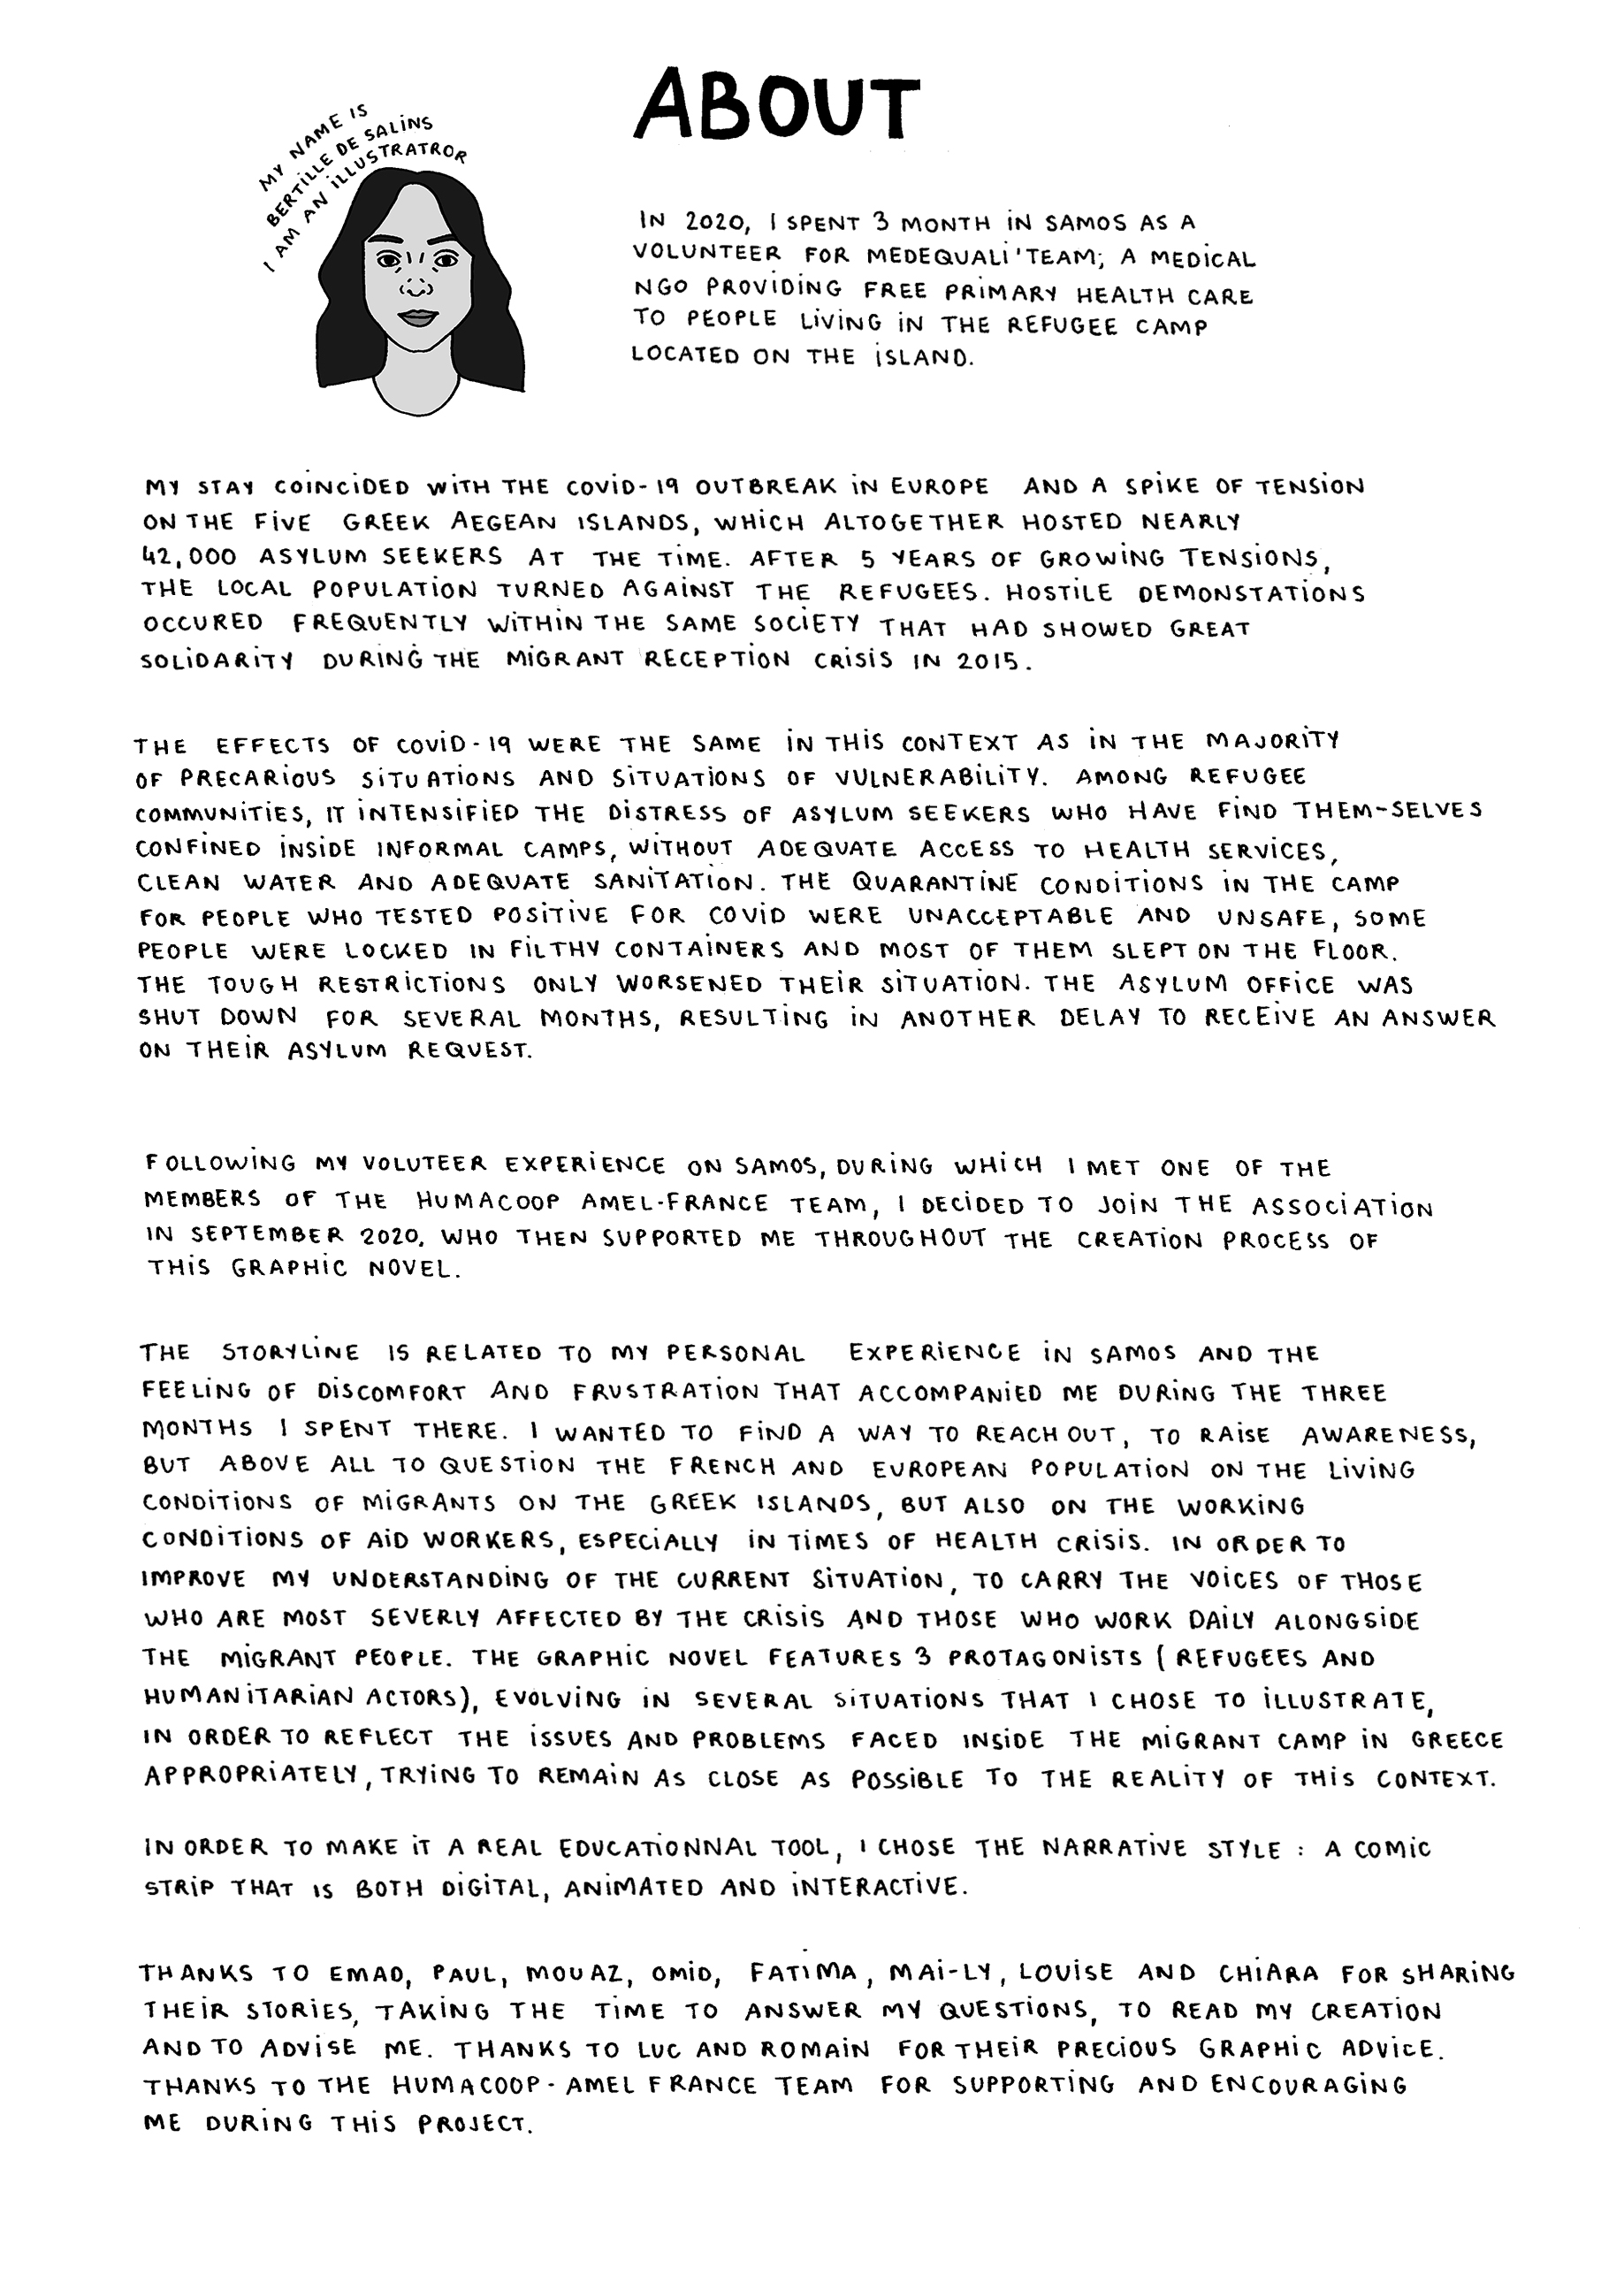 ABOUT
MY NAME IS
BERTILLE DE SALINS
I AM AN ILLUSTRATROR
IN 2020, I SPENT 3 MONTH IN SAMOS AS A
VOLUNTEER FOR MEDEQUALI'TEAM; A MEDICAL
NGO PROVIDING FREE PRIMARY HEALTH CARE
TO PEOPLE LIVING IN THE REFUGEE CAMP
LOCATED ON THE ISLAND.
MY STAY COINCIDED WITH THE COVID-19 OUTBREAK IN EUROPE AND A SPIKE OF TENSION
ON THE FIVE GREEK AEGEAN ISLANDS, WHICH ALTOGETHER HOSTED NEARLY
42,000 ASYLUM SEEKERS AT THE TIME. AFTER 5 YEARS OF GROWING TENSIONS,
THE LOCAL POPULATION TURNED AGAINST THE REFUGEES. HOSTILE DEMONSTATIONS
OCCURED FREQUENTLY WITHIN THE SAME SOCIETY THAT HAD SHOWED GREAT
SOLIDARITY DURING THE MIGRANT RECEPTION CRISIS IN 2015.
THE EFFECTS OF COVID-19 WERE THE SAME IN THIS CONTEXT AS IN THE MAJORITY
OF PRECARIOUS SITUATIONS AND SITUATIONS OF VULNERABILITY. AMONG REFUGEE
COMMUNITIES, IT INTENSIFIED THE DISTRESS OF ASYLUM SEEKERS WHO HAVE FIND THEM-SELVES
CONFINED INSIDE INFORMAL CAMPS, WITHOUT ADEQUATE ACCESS TO HEALTH SERVICES,
CLEAN WATER AND ADEQUATE SANITATION. THE QUARANTINE CONDITIONS IN THE CAMP
FOR PEOPLE WHO TESTED POSITIVE FOR COVID WERE UNACCEPTABLE AND UNSAFE, SOME
PEOPLE WERE LOCKED IN FILTHY CONTAINERS AND MOST OF THEM SLEPT ON THE FLOOR.
THE TOUGH RESTRICTIONS ONLY WORSENED THEIR SITUATION. THE ASYLUM OFFICE WAS
SHUT DOWN FOR SEVERAL MONTHS, RESULTING IN ANOTHER DELAY TO RECEIVE AN ANSWER
ON THEIR ASYLUM REQUEST.
FOLLOWING MY VOLUTEER EXPERIENCE ON SAMOS, DURING WHICH I MET ONE OF THE
MEMBERS OF THE HUMACOOP AMEL-FRANCE TEAM, I DECIDED TO JOIN THE ASSOCIATION
IN SEPTEMBER 2020, WHO THEN SUPPORTED ME THROUGHOUT THE CREATION PROCESS OF
THIS GRAPHIC NOVEL.
THE STORYLINE IS RELATED TO MY PERSONAL EXPERIENCE IN SAMOS AND THE
FEELING OF DISCOMFORT AND FRUSTRATION THAT ACCOMPANIED ME DURING THE THREE
MONTHS I SPENT THERE. I WANTED TO FIND A WAY TO REACH OUT, TO RAISE AWARENESS,
BUT ABOVE ALL TO QUESTION THE FRENCH AND EUROPEAN POPULATION ON THE LIVING
CONDITIONS OF MIGRANTS ON THE GREEK ISLANDS, BUT ALSO ON THE WORKING
CONDITIONS OF AID WORKERS, ESPECIALLY IN TIMES OF HEALTH CRISIS. IN ORDER TO
IMPROVE MY UNDERSTANDING OF THE CURRENT SITUATION, TO CARRY THE VOICES OF THOSE
WHO ARE MOST SEVERLY AFFECTED BY THE CRISIS AND THOSE WHO WORK DAILY ALONGSIDE
THE MIGRANT PEOPLE. THE GRAPHIC NOVEL FEATURES 3 PROTAGONISTS (REFUGEES AND
HUMANITARIAN ACTORS), EVOLVING IN SEVERAL SITUATIONS THAT I CHOSE TO ILLUSTRATE,
IN ORDER TO REFLECT THE ISSUES AND PROBLEMS FACED INSIDE THE MIGRANT CAMP IN GREECE
APPROPRIATELY, TRYING TO REMAIN AS CLOSE AS POSSIBLE TO THE REALITY OF THIS CONTEXT.
IN ORDER TO MAKE IT A REAL EDUCATIONNAL TOOL, I CHOSE THE NARRATIVE STYLE : A COMIC
STRIP THAT IS BOTH DIGITAL, ANIMATED AND INTERACTIVE.
THANKS TO EMAD, PAUL, MOUAZ, OMID, FATIMA, MAI-LY, LOUISE AND CHIARA FOR SHARING
THEIR STORIES, TAKING THE TIME TO ANSWER MY QUESTIONS, TO READ MY CREATION
AND TO ADVISE ME. THANKS TO LUC AND ROMAIN FOR THEIR PRECIOUS GRAPHIC ADVICE.
THANKS TO THE HUMACOOP-AMEL FRANCE TEAM FOR SUPPORTING AND ENCOURAGING
ME DURING THIS PROJECT.